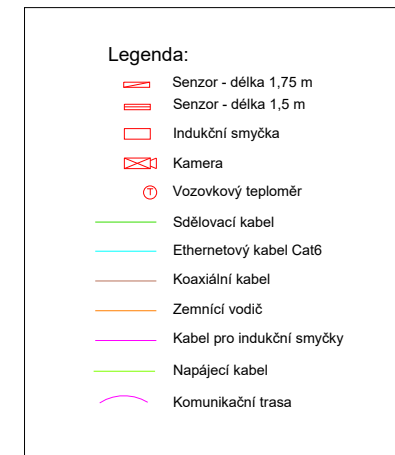 Legenda:
Senzor - délka 1,75 m
Senzor - délka 1,5 m
Indukční smyčka
Kamera
T Vozovkový teploměr
Sdělovací kabel
Ethernetový kabel Cat6
Koaxiální kabel
Zemnící vodič
Kabel pro indukční smyčky
Napájecí kabel
Komunikační trasa